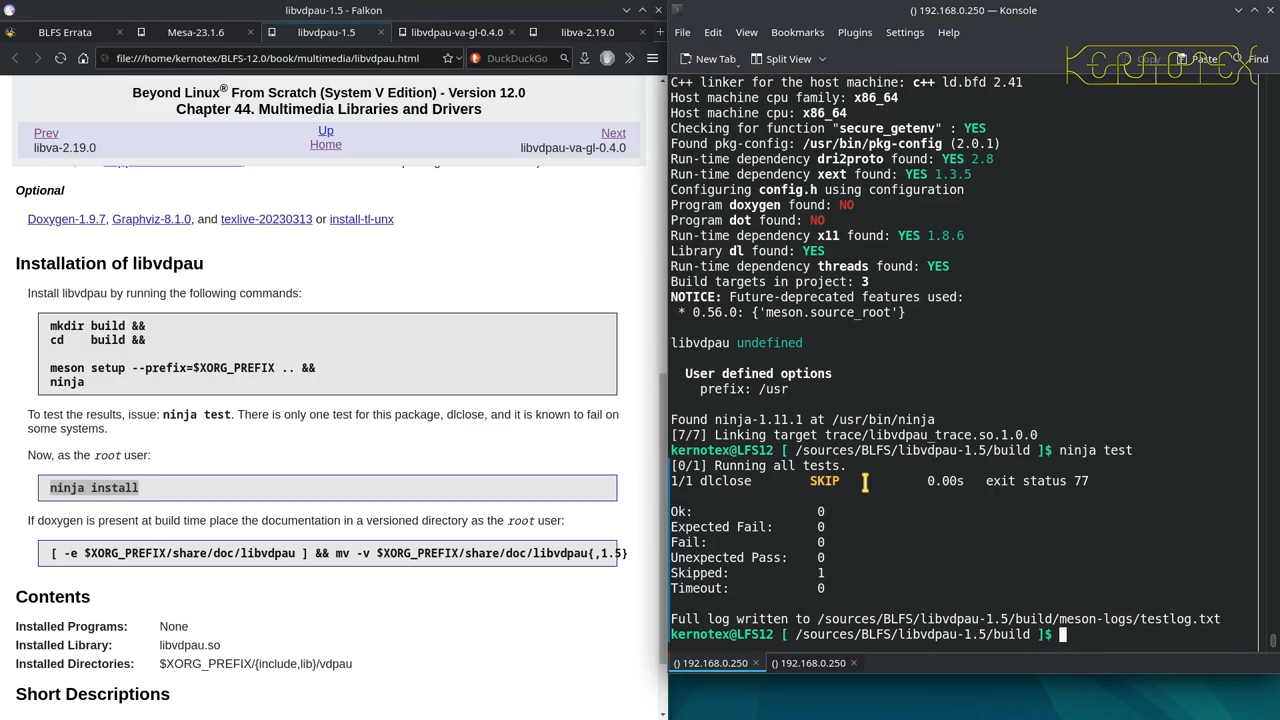 libvdpau-1.5 - Falkon
BLFS Errata
Mesa-23.1.6
libvdpau-1.5
libvdpau-va-gl-0.4.0
libva-2.19.0
file:///home/kernotex/BLFS-12.0/book/multimedia/libvdpau.html
DuckDuckGo
Beyond Linux® From Scratch (System V Edition) - Version 12.0
Chapter 44. Multimedia Libraries and Drivers
Prev
Up
Next
libva-2.19.0
Home
libvdpau-va-gl-0.4.0
Optional
Doxygen-1.9.7, Graphviz-8.1.0, and texlive-20230313 or install-tl-unx
Installation of libvdpau
Install libvdpau by running the following commands:
mkdir build &&
cd    build &&
meson setup --prefix=$XORG_PREFIX .. &&
ninja
To test the results, issue: ninja test. There is only one test for this package, dlclose, and it is known to fail on
some systems.
Now, as the root user:
ninja install
If doxygen is present at build time place the documentation in a versioned directory as the root user:
[ -e $XORG_PREFIX/share/doc/libvdpau ] && mv -v $XORG_PREFIX/share/doc/libvdpau{,1.5}
Contents
Installed Programs: None
Installed Library: libvdpau.so
Installed Directories: $XORG_PREFIX/{include,lib}/vdpau
Short Descriptions
() 192.168.0.250 — Konsole
File Edit View Bookmarks Plugins Settings Help
New Tab Split View Copy Paste Find
KERNOTEX
C++ linker for the host machine: c++ ld.bfd 2.41
Host machine cpu family: x86_64
Host machine cpu: x86_64
Checking for function "secure_getenv" : YES
Found pkg-config: /usr/bin/pkg-config (2.0.1)
Run-time dependency dri2proto found: YES 2.8
Run-time dependency xext found: YES 1.3.5
Configuring config.h using configuration
Program doxygen found: NO
Program dot found: NO
Run-time dependency x11 found: YES 1.8.6
Library dl found: YES
Run-time dependency threads found: YES
Build targets in project: 3
NOTICE: Future-deprecated features used:
 * 0.56.0: {'meson.source_root'}
libvdpau undefined
  User defined options
    prefix: /usr
Found ninja-1.11.1 at /usr/bin/ninja
[7/7] Linking target trace/libvdpau_trace.so.1.0.0
kernotex@LFS12 [ /sources/BLFS/libvdpau-1.5/build ]$ ninja test
[0/1] Running all tests.
1/1 dlclose        SKIP            0.00s   exit status 77
Ok:                 0
Expected Fail:      0
Fail:               0
Unexpected Pass:    0
Skipped:            1
Timeout:            0
Full log written to /sources/BLFS/libvdpau-1.5/build/meson-logs/testlog.txt
kernotex@LFS12 [ /sources/BLFS/libvdpau-1.5/build ]$
() 192.168.0.250
() 192.168.0.250